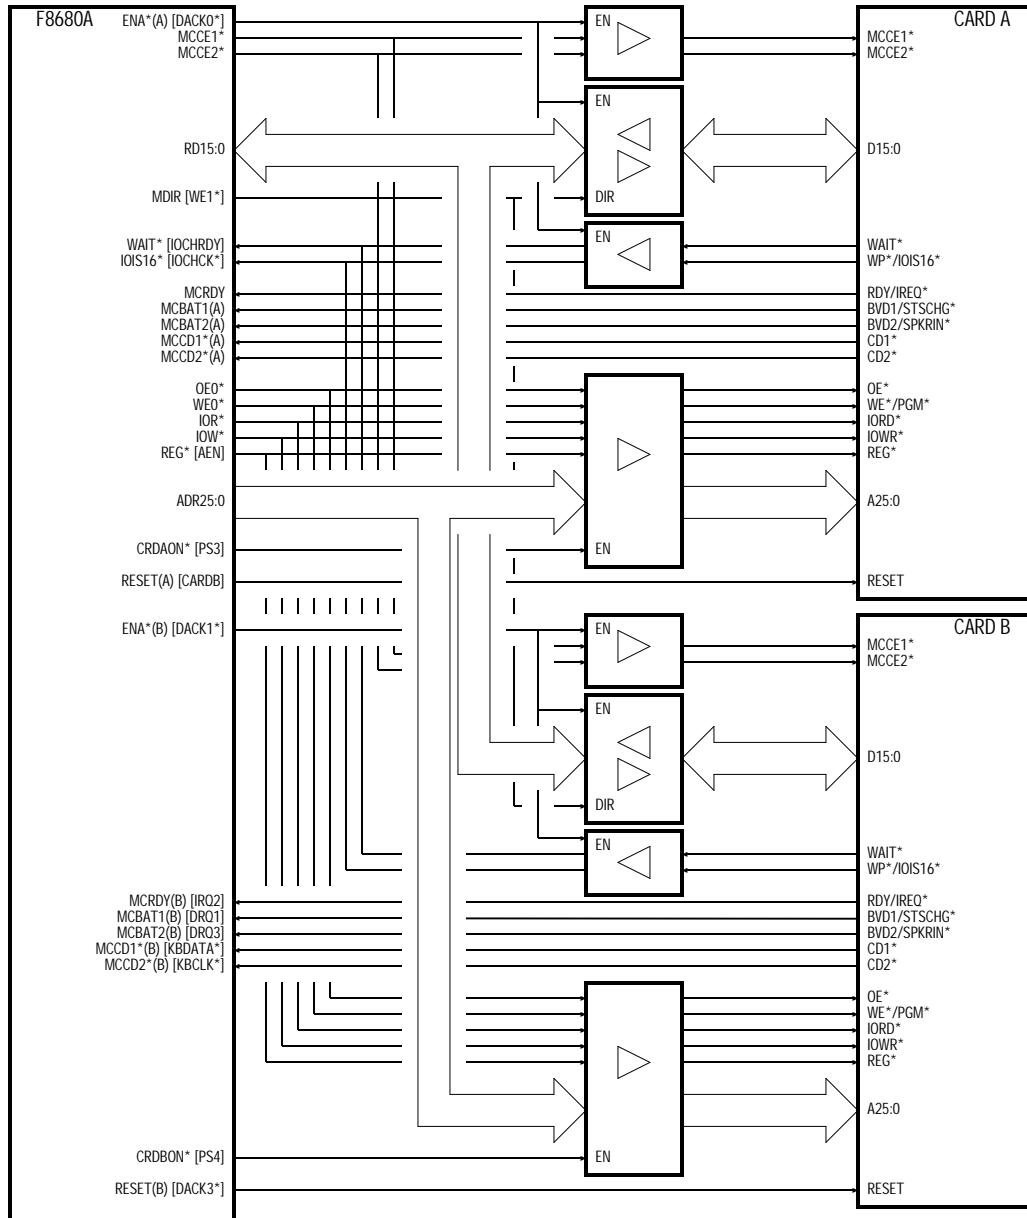 F8680A
ENA*(A) [DACK0*]
MCCE1*
MCCE2*
RD15:0
MDIR [WE1*]
WAIT* [IOCHRDY]
IOIS16* [IOCHCK*]
MCRDY
MCBAT1(A)
MCBAT2(A)
MCCD1*(A)
MCCD2*(A)
OE0*
WE0*
IOR*
IOW*
REG* [AEN]
ADR25:0
CRDAON* [PS3]
RESET(A) [CARDB]
ENA*(B) [DACK1*]
MCRDY(B) [IRQ2]
MCBAT1(B) [DRQ1]
MCBAT2(B) [DRQ3]
MCCD1*(B) [KBDATA*]
MCCD2*(B) [KBCLK*]
CRDBON* [PS4]
RESET(B) [DACK3*]
EN
EN
DIR
EN
EN
EN
EN
DIR
EN
EN
CARD A
MCCE1*
MCCE2*
D15:0
WAIT*
WP*/IOIS16*
RDY/IREQ*
BVD1/STSCHG*
BVD2/SPKRIN*
CD1*
CD2*
OE*
WE*/PGM*
IORD*
IOWR*
REG*
A25:0
RESET
CARD B
MCCE1*
MCCE2*
D15:0
WAIT*
WP*/IOIS16*
RDY/IREQ*
BVD1/STSCHG*
BVD2/SPKRIN*
CD1*
CD2*
OE*
WE*/PGM*
IORD*
IOWR*
REG*
A25:0
RESET